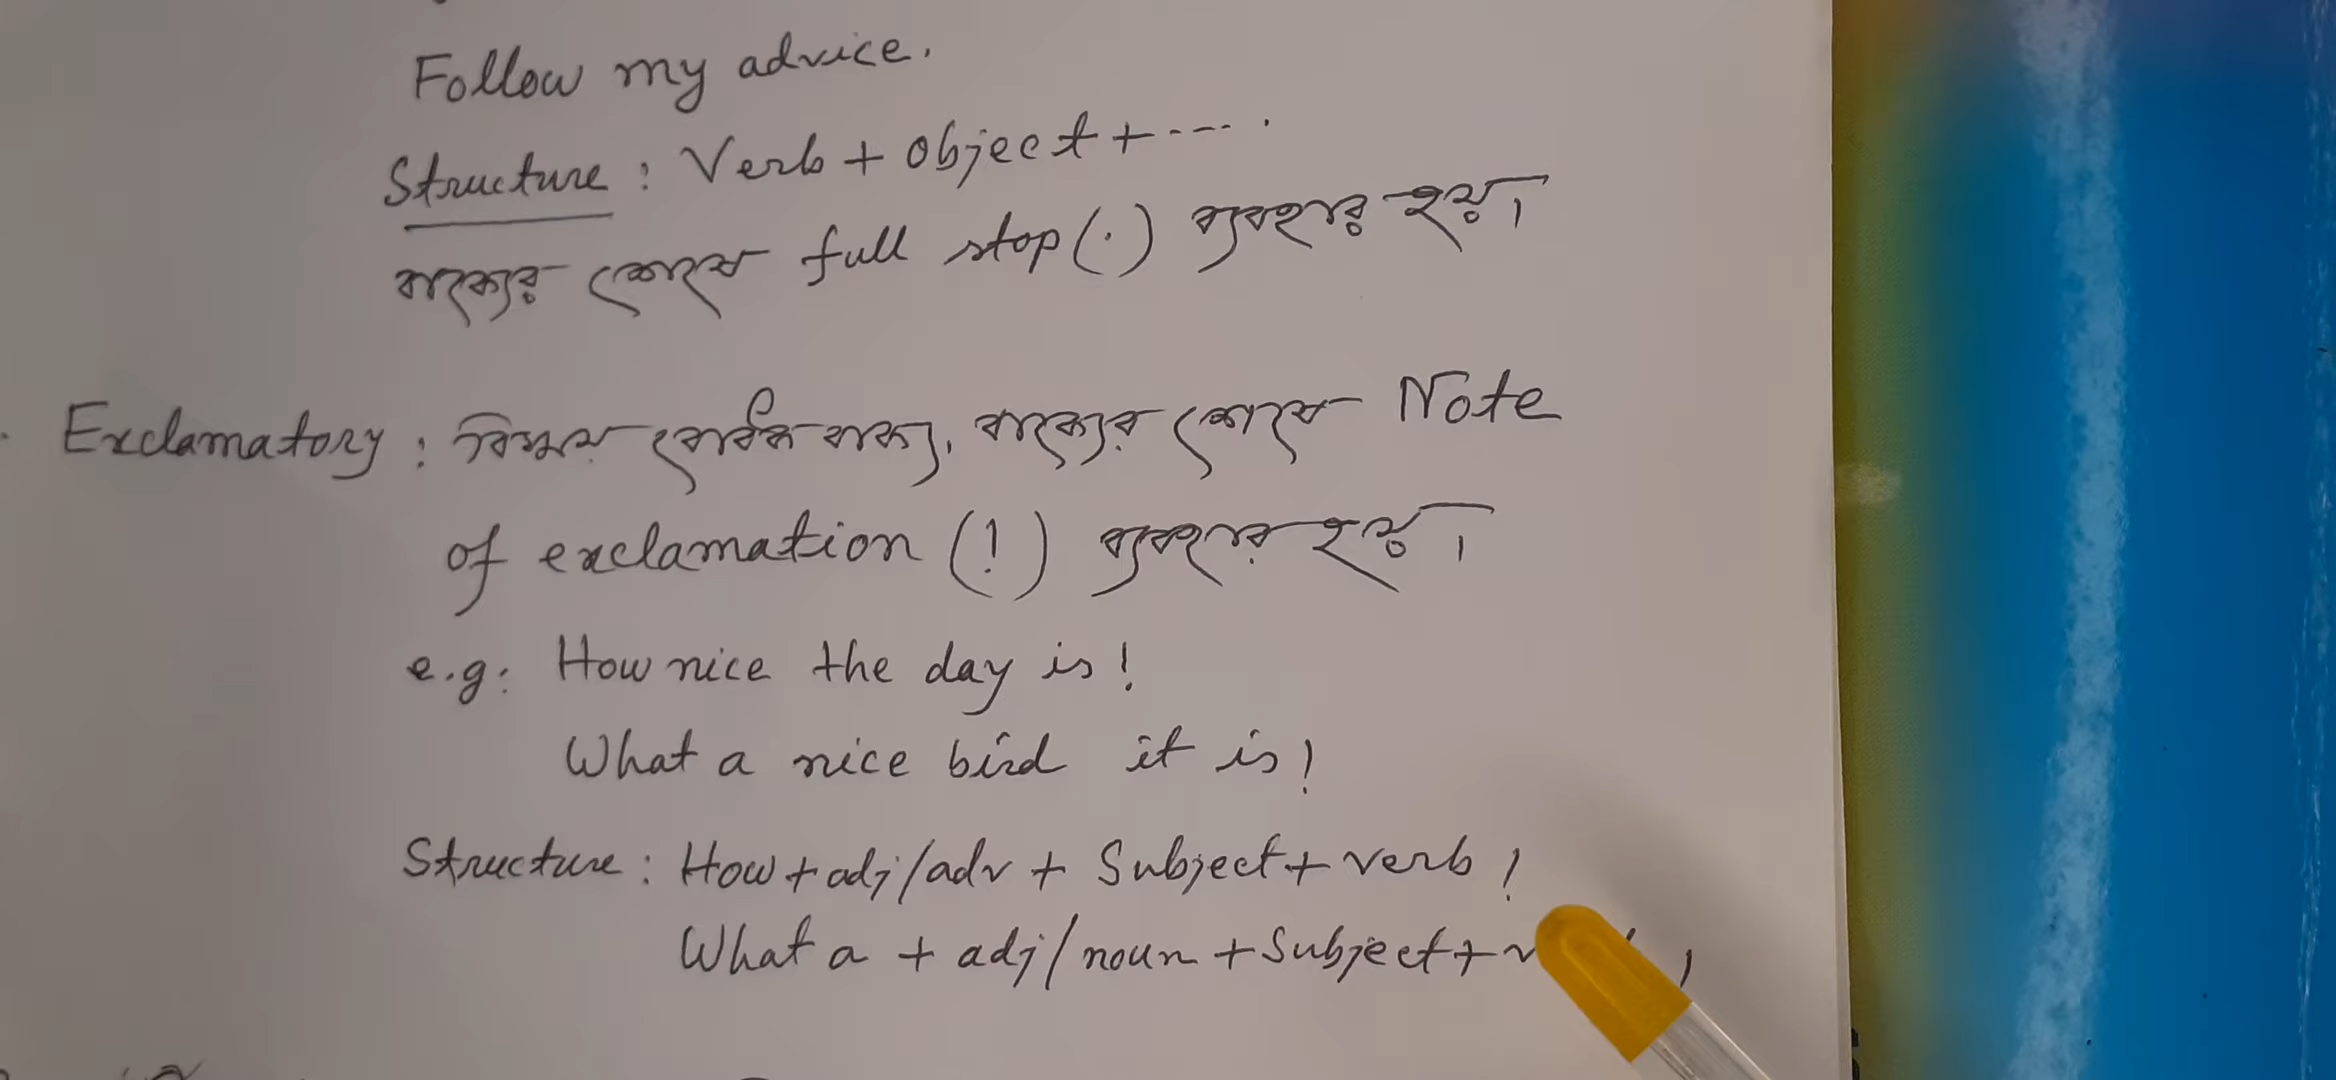 Follow my advice.
Structure : Verb + Object + ....
বাক্যের শেষে full stop (.) ব্যবহার হয়।
Exclamatory : বিস্ময় বোধক বাক্য, বাক্যের শেষে Note
of exclamation (!) ব্যবহার হয়।
e.g: How nice the day is!
What a nice bird it is!
Structure : How + adj/adv + Subject + verb !
What a + adj/noun + Subject +